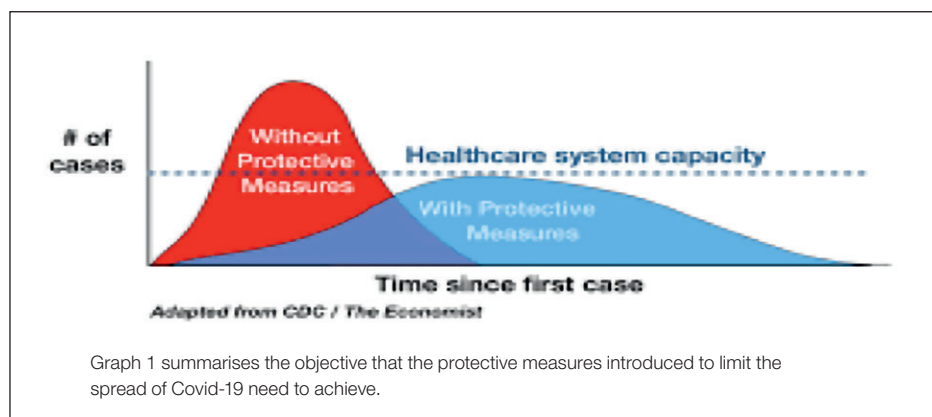 # of
cases
Without
Protective
Measures
Healthcare system capacity
With Protective
Measures
Time since first case
Adapted from CDC / The Economist
Graph 1 summarises the objective that the protective measures introduced to limit the
spread of Covid-19 need to achieve.